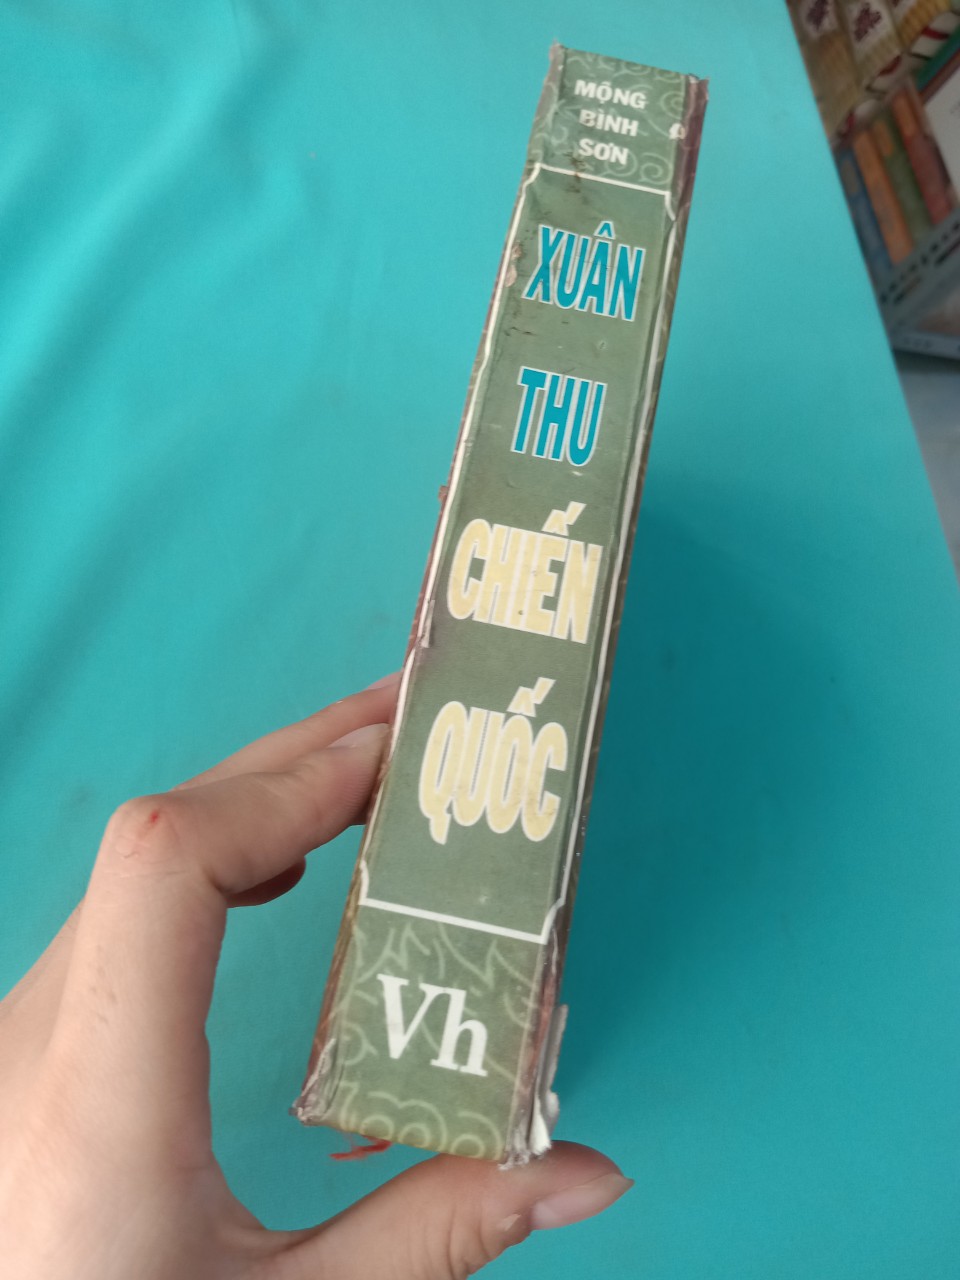 MỘNG
BÌNH
SƠN
XUÂN
THU
CHIẾN
QUỐC
Vh